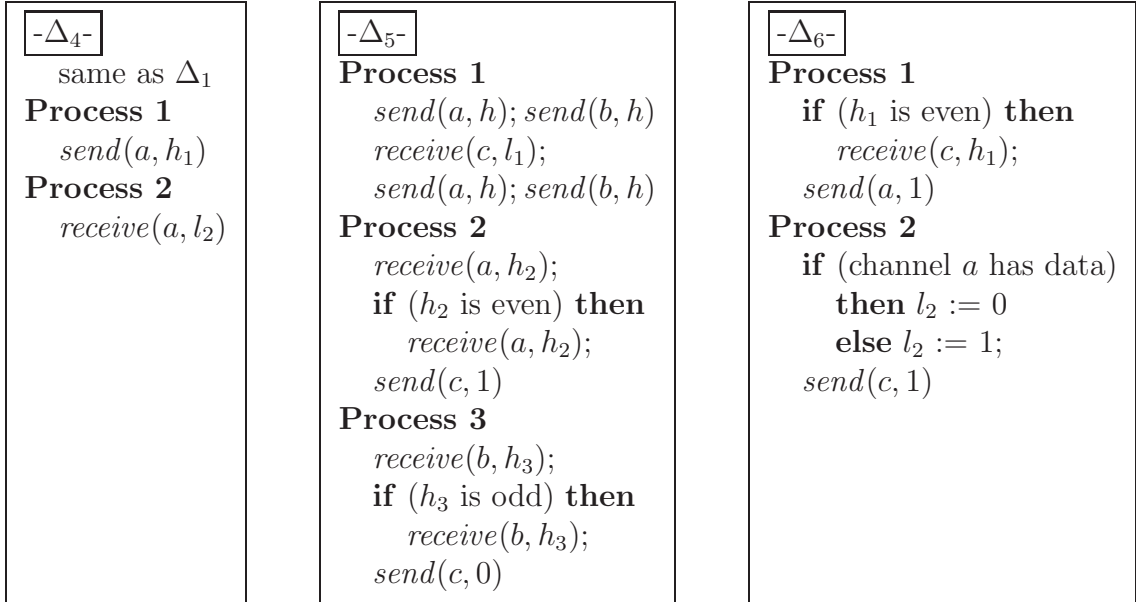 -Δ₄-
same as Δ₁
Process 1
send(a, h₁)
Process 2
receive(a, l₂)
-Δ₅-
Process 1
send(a, h); send(b, h)
receive(c, l₁);
send(a, h); send(b, h)
Process 2
receive(a, h₂);
if (h₂ is even) then
receive(a, h₂);
send(c, 1)
Process 3
receive(b, h₃);
if (h₃ is odd) then
receive(b, h₃);
send(c, 0)
-Δ₆-
Process 1
if (h₁ is even) then
receive(c, h₁);
send(a, 1)
Process 2
if (channel a has data)
then l₂ := 0
else l₂ := 1;
send(c, 1)